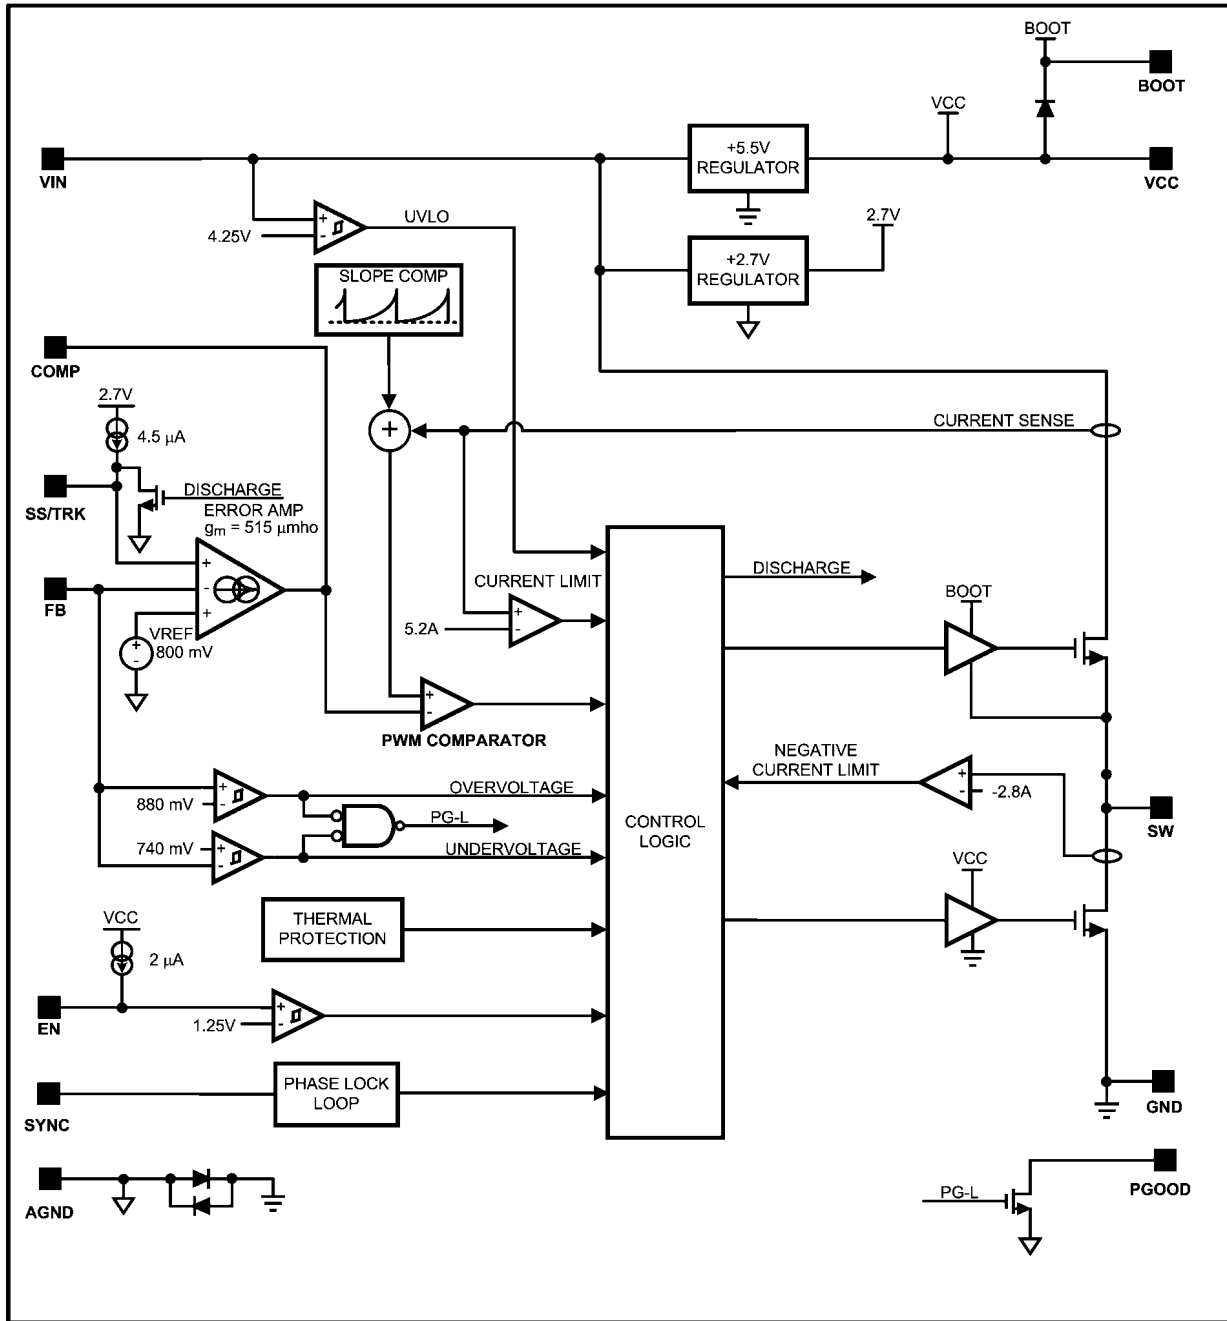 BOOT
BOOT
VCC
+5.5V
REGULATOR
VIN
VCC
UVLO
4.25V
+
-
2.7V
+2.7V
REGULATOR
SLOPE COMP
COMP
2.7V
4.5 μA
+
CURRENT SENSE
SS/TRK
DISCHARGE
ERROR AMP
gm = 515 μmho
+
-
+
FB
VREF
800 mV
+
-
CURRENT LIMIT
5.2A
+
-
DISCHARGE
BOOT
+
-
PWM COMPARATOR
NEGATIVE
CURRENT LIMIT
+
-
-2.8A
SW
880 mV
+
-
OVERVOLTAGE
PG-L
740 mV
+
-
UNDERVOLTAGE
CONTROL
LOGIC
VCC
THERMAL
PROTECTION
VCC
2 μA
EN
1.25V
+
-
PHASE LOCK
LOOP
SYNC
GND
AGND
PG-L
PGOOD